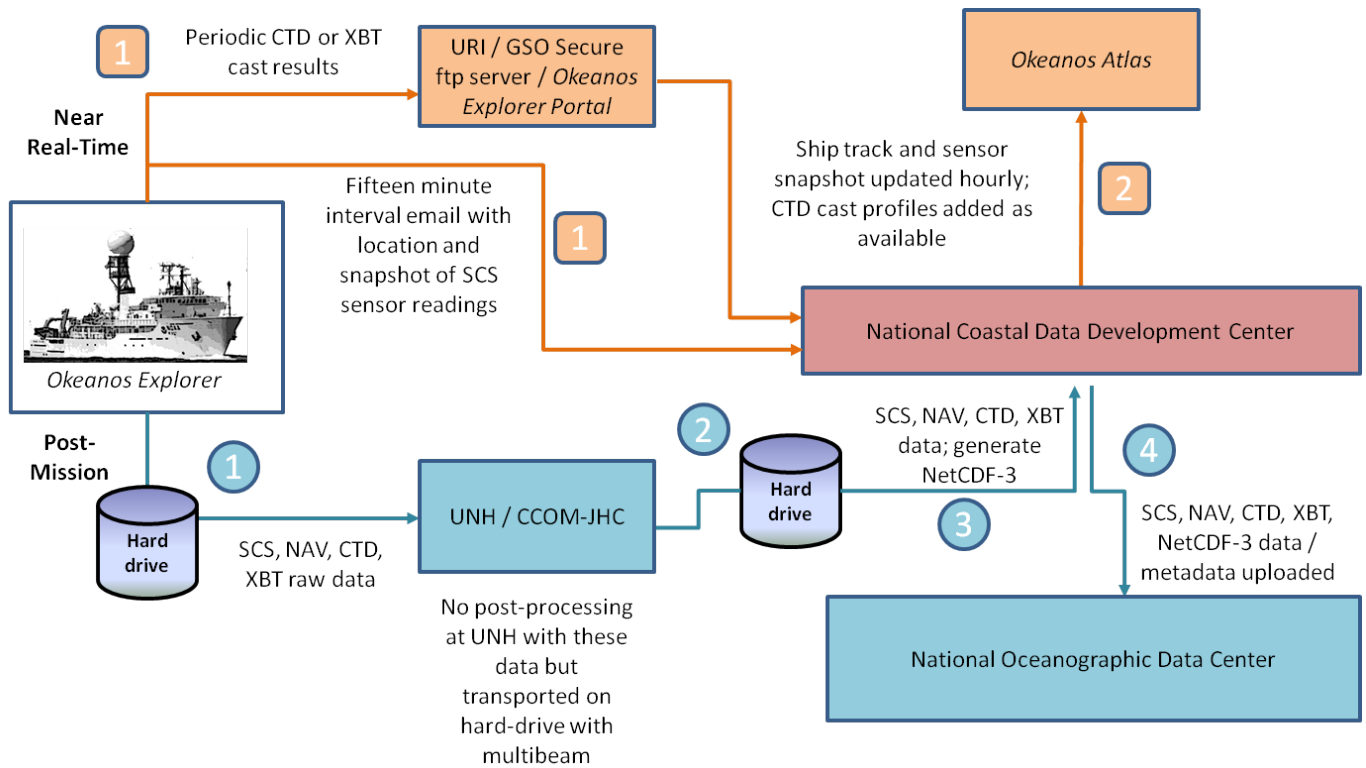 1
Periodic CTD or XBT
cast results
URI / GSO Secure
ftp server / Okeanos
Explorer Portal
Okeanos Atlas
Near
Real-Time
Fifteen minute
interval email with
location and
snapshot of SCS
sensor readings
1
Ship track and sensor
snapshot updated hourly;
CTD cast profiles added as
available
2
National Coastal Data Development Center
Okeanos Explorer
Post-
Mission
1
Hard
drive
SCS, NAV, CTD,
XBT raw data
UNH / CCOM-JHC
No post-processing
at UNH with these
data but
transported on
hard-drive with
multibeam
2
Hard
drive
SCS, NAV, CTD, XBT
data; generate
NetCDF-3
3
4
SCS, NAV, CTD, XBT,
NetCDF-3 data /
metadata uploaded
National Oceanographic Data Center